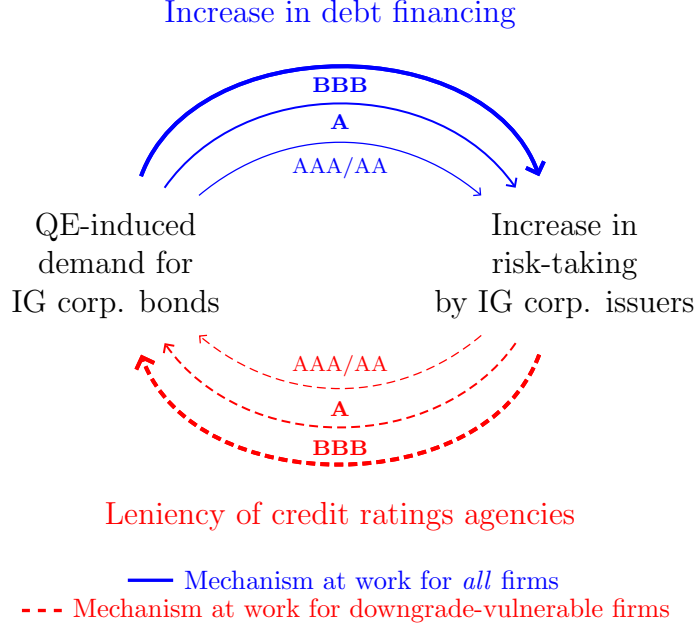 Increase in debt financing
BBB
A
AAA/AA
QE-induced
demand for
IG corp. bonds
Increase in
risk-taking
by IG corp. issuers
AAA/AA
A
BBB
Leniency of credit ratings agencies
Mechanism at work for all firms
Mechanism at work for downgrade-vulnerable firms